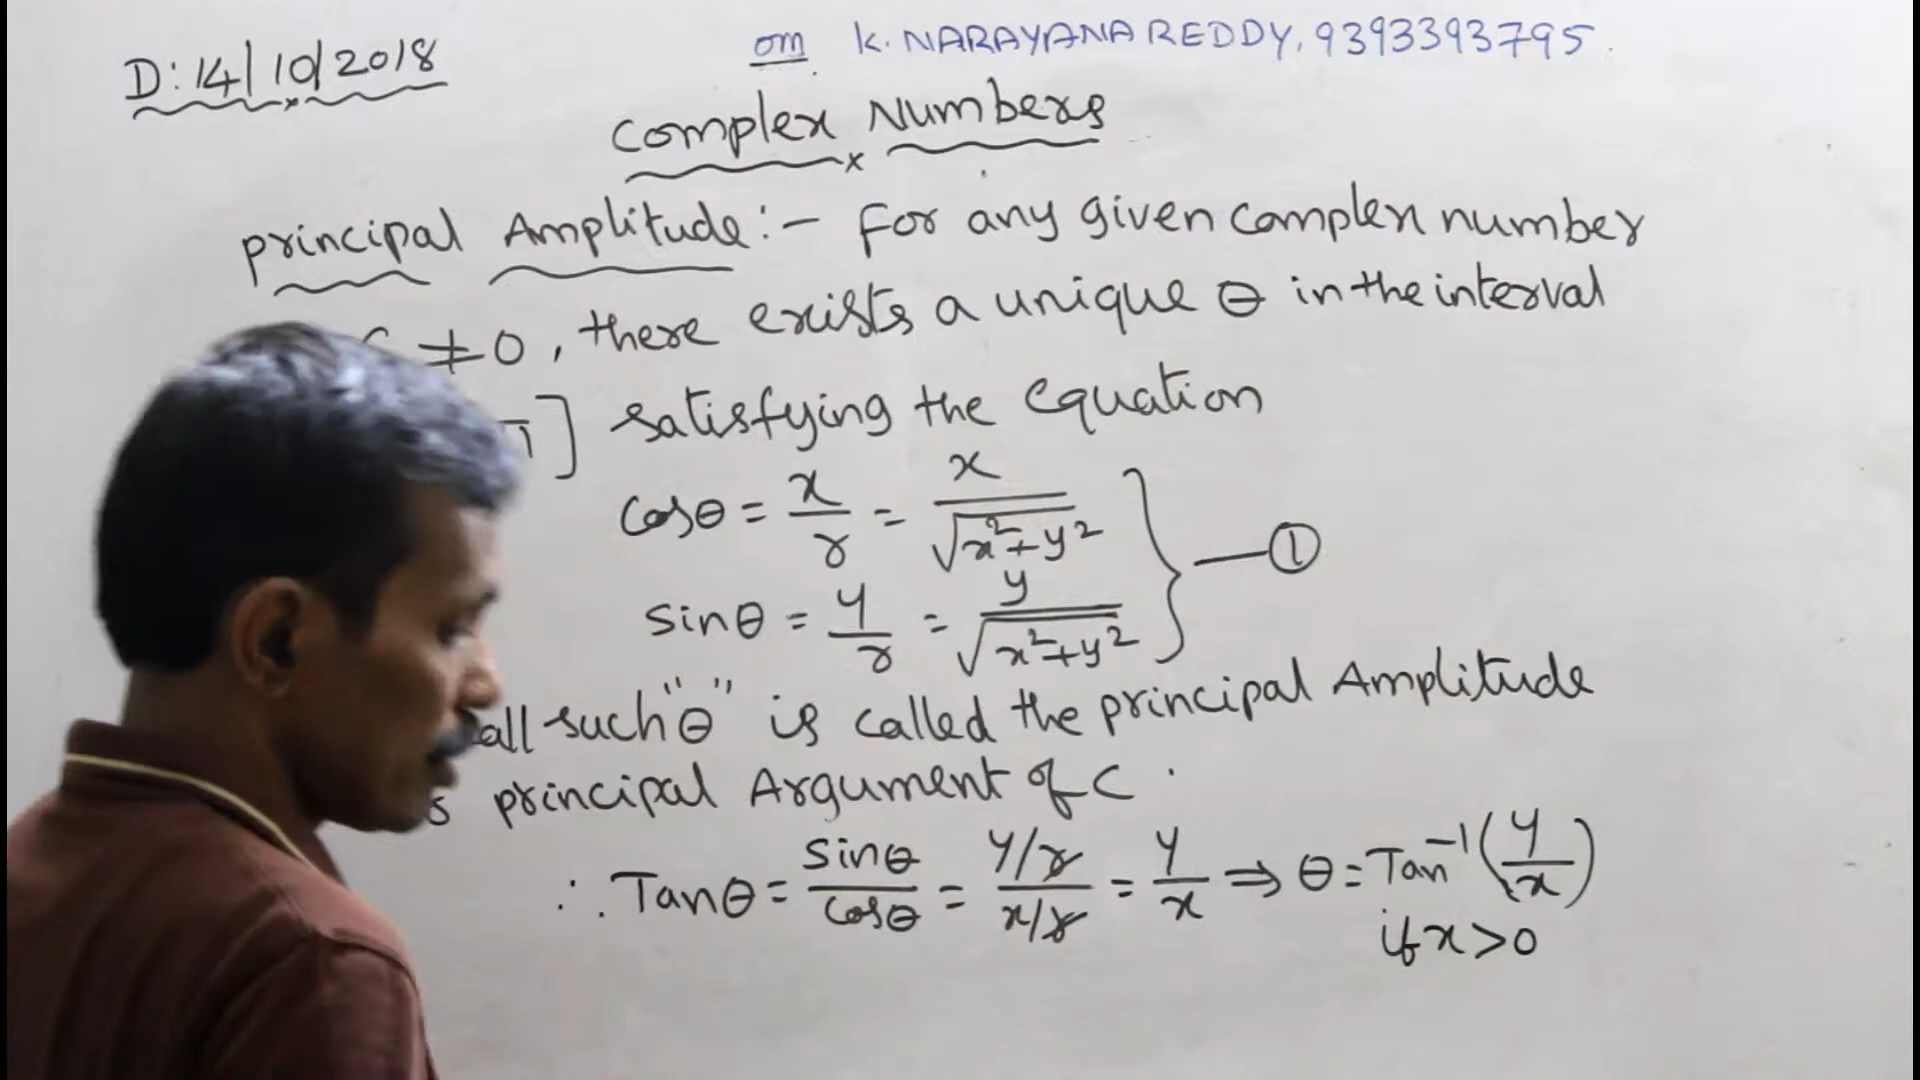 D: 14/10/2018
om K. NARAYANA REDDY, 9393393795.
Complex Numbers
principal Amplitude :- For any given complex number
C ≠ 0, there exists a unique θ in the interval
] satisfying the equation
Cosθ = x/r = x/√(x²+y²)
} — ①
Sinθ = y/r = y/√(x²+y²)
all such "θ" is called the principal Amplitude
principal Argument of C.
∴ Tanθ = Sinθ/Cosθ = (y/r)/(x/r) = y/x ⇒ θ = Tan⁻¹(y/x)
if x > 0